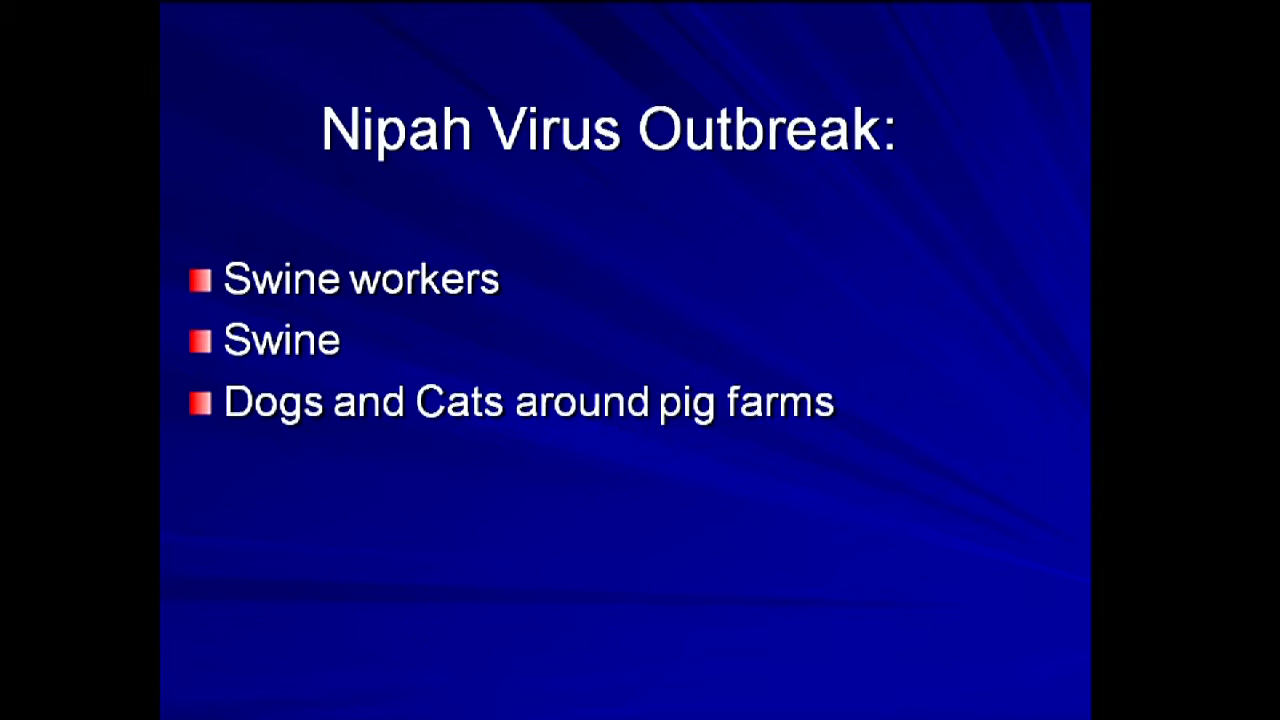 Nipah Virus Outbreak:
Swine workers
Swine
Dogs and Cats around pig farms